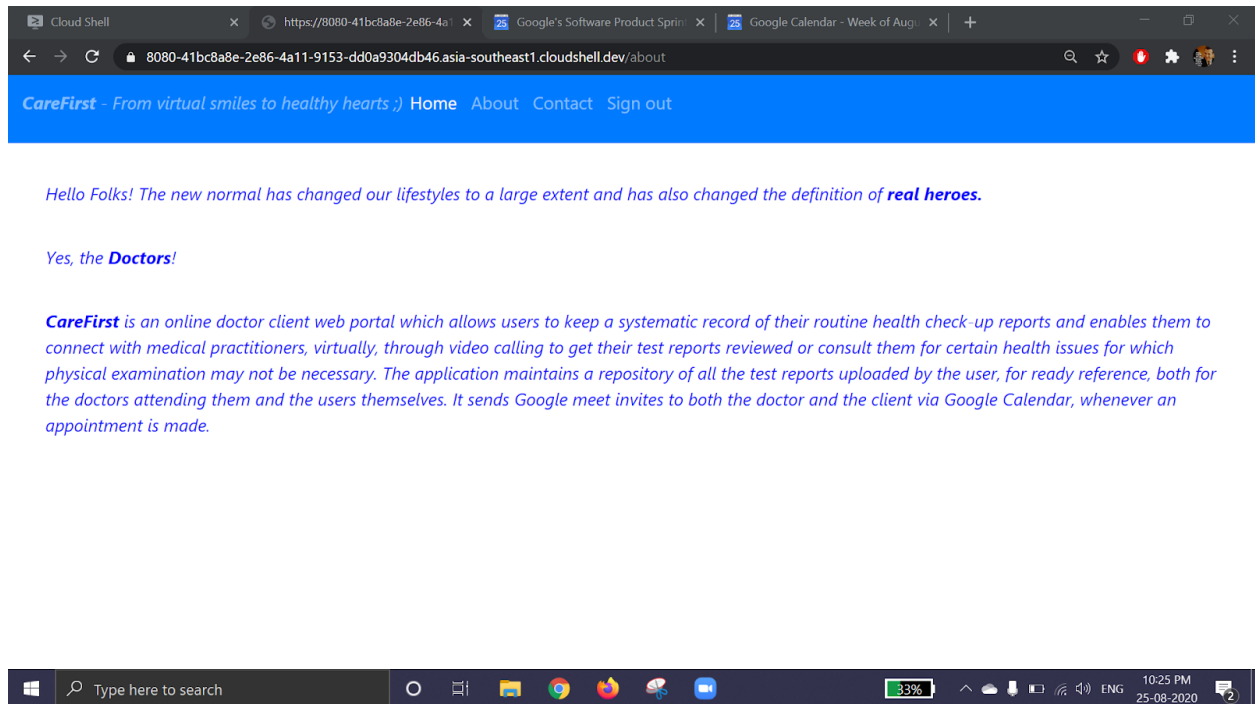 Cloud Shell
https://8080-41bc8a8e-2e86-4a1
25 Google's Software Product Sprin
25 Google Calendar - Week of Augu
8080-41bc8a8e-2e86-4a11-9153-dd0a9304db46.asia-southeast1.cloudshell.dev/about
CareFirst - From virtual smiles to healthy hearts ;) Home About Contact Sign out
Hello Folks! The new normal has changed our lifestyles to a large extent and has also changed the definition of real heroes.
Yes, the Doctors!
CareFirst is an online doctor client web portal which allows users to keep a systematic record of their routine health check-up reports and enables them to
connect with medical practitioners, virtually, through video calling to get their test reports reviewed or consult them for certain health issues for which
physical examination may not be necessary. The application maintains a repository of all the test reports uploaded by the user, for ready reference, both for
the doctors attending them and the users themselves. It sends Google meet invites to both the doctor and the client via Google Calendar, whenever an
appointment is made.
Type here to search
33%
ENG
10:25 PM
25-08-2020
2